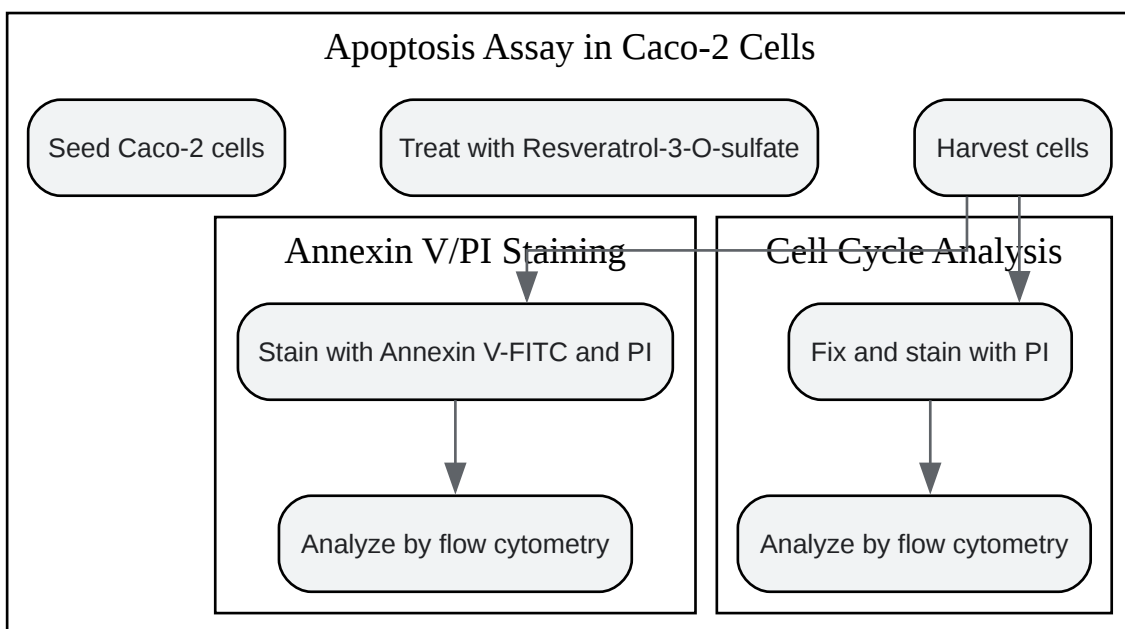 Apoptosis Assay in Caco-2 Cells
Seed Caco-2 cells
Treat with Resveratrol-3-O-sulfate
Harvest cells
Annexin V/PI Staining
Cell Cycle Analysis
Stain with Annexin V-FITC and PI
Fix and stain with PI
Analyze by flow cytometry
Analyze by flow cytometry